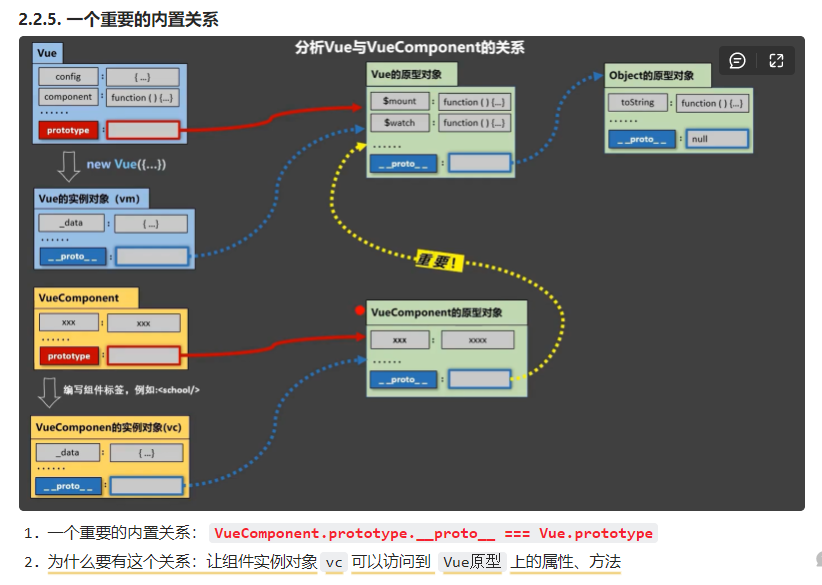 2.2.5. 一个重要的内置关系
分析Vue与VueComponent的关系
Vue
config : {...}
component : function ( ) {...}
······
prototype :
new Vue({...})
Vue的实例对象（vm）
_data : {...}
······
__proto__ :
VueComponent
xxx : xxx
······
prototype :
编写组件标签，例如:<school/>
VueComponen的实例对象(vc)
_data : {...}
······
__proto__ :
Vue的原型对象
$mount : function ( ) {...}
$watch : function ( ) {...}
······
__proto__ :
Object的原型对象
toString : function ( ) {...}
······
__proto__ : null
重要！
VueComponent的原型对象
xxx : xxxx
······
__proto__ :
1. 一个重要的内置关系： VueComponent.prototype.__proto__ === Vue.prototype
2. 为什么要有这个关系：让组件实例对象 vc 可以访问到 Vue原型 上的属性、方法